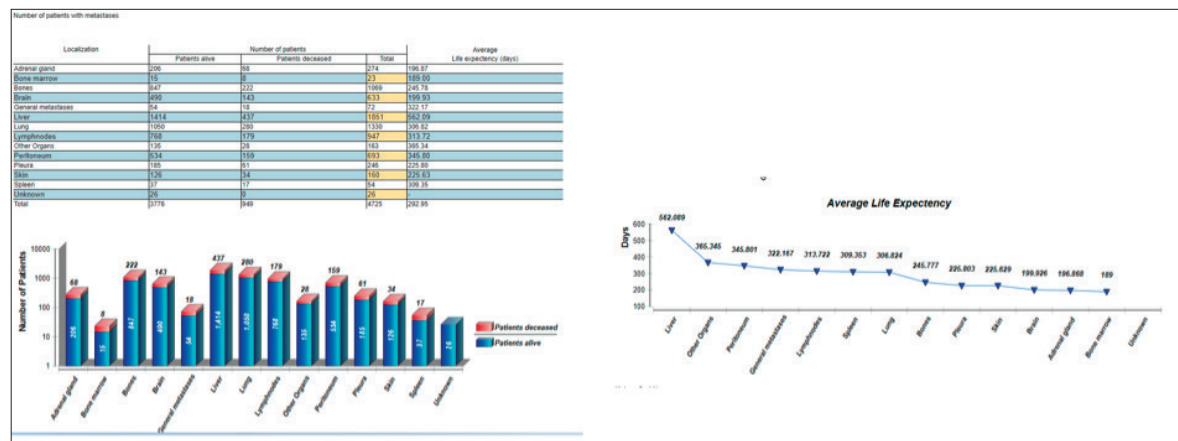 Number of patients with metastases
Localization Number of patients Average
Patients alive Patients deceased Total Life expectency (days)
Adrenal gland 206 68 274 196.87
Bone marrow 15 8 23 189.00
Bones 847 222 1069 245.78
Brain 490 143 633 199.93
General metastases 54 18 72 322.17
Liver 1414 437 1851 562.09
Lung 1050 280 1330 306.82
Lymphnodes 768 179 947 313.72
Other Organs 135 28 163 365.34
Peritoneum 534 159 693 345.80
Pleura 185 61 246 225.80
Skin 126 34 160 225.63
Spleen 37 17 54 309.35
Unknown 26 0 26 -
Total 3776 949 4725 292.95
Number of Patients
10000
1000
100
10
1
68 8 222 143 18 437 280 179 28 159 61 34 17
206 15 847 490 54 1,414 1,050 768 135 534 185 126 37 26
Adrenal gland Bone marrow Bones Brain General metastases Liver Lung Lymphnodes Other Organs Peritoneum Pleura Skin Spleen Unknown
Patients deceased
Patients alive
Average Life Expectency
Days
600
500
400
300
200
100
562.089 365.345 345.801 322.167 313.722 309.353 306.824 245.777 225.803 225.629 199.926 196.868 189
Liver Other Organs Peritoneum General metastases Lymphnodes Spleen Lung Bones Pleura Skin Brain Adrenal gland Bone marrow Unknown